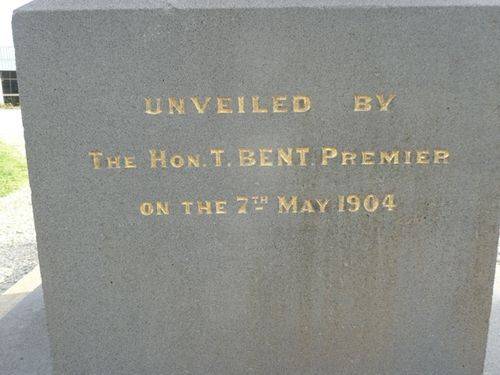 UNVEILED BY
THE HON. T. BENT. PREMIER
ON THE 7TH MAY 1904